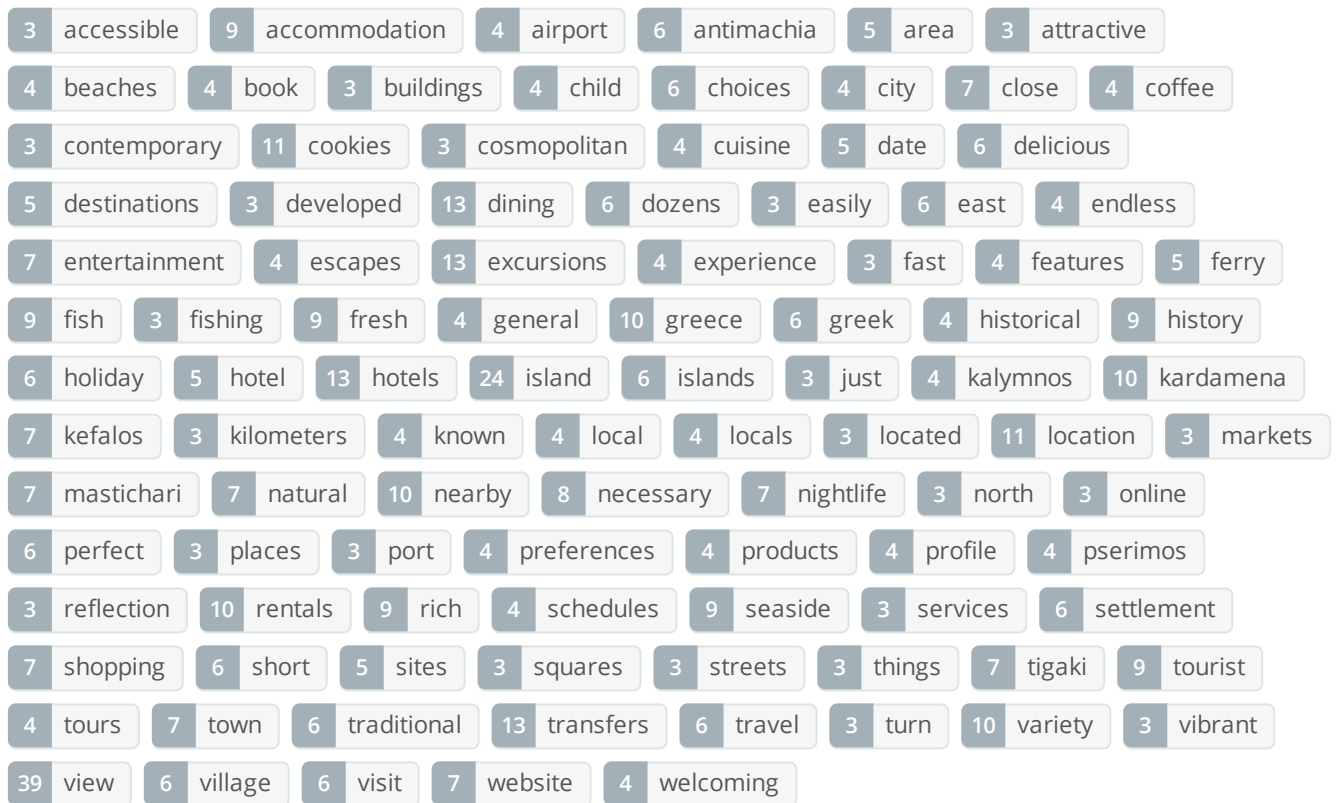 3 accessible 9 accommodation 4 airport 6 antimachia 5 area 3 attractive
4 beaches 4 book 3 buildings 4 child 6 choices 4 city 7 close 4 coffee
3 contemporary 11 cookies 3 cosmopolitan 4 cuisine 5 date 6 delicious
5 destinations 3 developed 13 dining 6 dozens 3 easily 6 east 4 endless
7 entertainment 4 escapes 13 excursions 4 experience 3 fast 4 features 5 ferry
9 fish 3 fishing 9 fresh 4 general 10 greece 6 greek 4 historical 9 history
6 holiday 5 hotel 13 hotels 24 island 6 islands 3 just 4 kalymnos 10 kardamena
7 kefalos 3 kilometers 4 known 4 local 4 locals 3 located 11 location 3 markets
7 mastichari 7 natural 10 nearby 8 necessary 7 nightlife 3 north 3 online
6 perfect 3 places 3 port 4 preferences 4 products 4 profile 4 pserimos
3 reflection 10 rentals 9 rich 4 schedules 9 seaside 3 services 6 settlement
7 shopping 6 short 5 sites 3 squares 3 streets 3 things 7 tigaki 9 tourist
4 tours 7 town 6 traditional 13 transfers 6 travel 3 turn 10 variety 3 vibrant
39 view 6 village 6 visit 7 website 4 welcoming